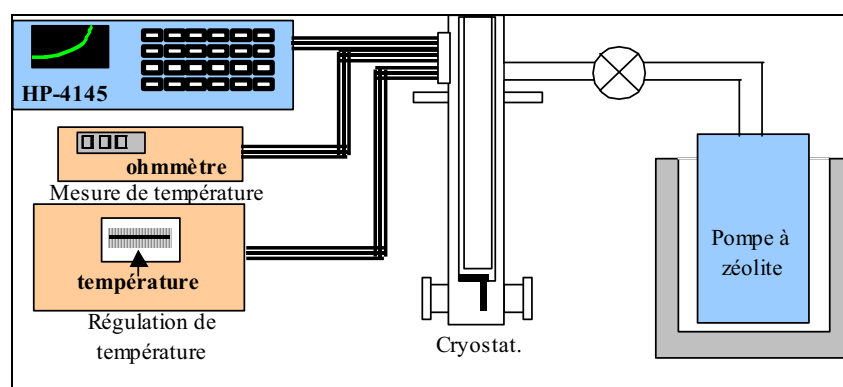 HP-4145
ohmmètre
Mesure de température
température
Régulation de
température
Cryostat.
Pompe à
zéolite